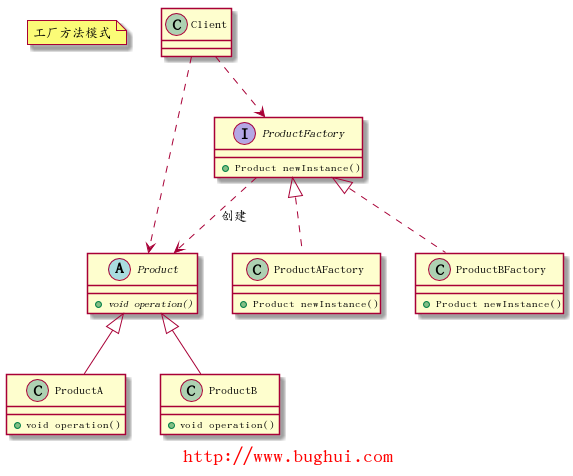 工厂方法模式
C Client
I ProductFactory
Product newInstance()
创建
A Product
void operation()
C ProductAFactory
Product newInstance()
C ProductBFactory
Product newInstance()
C ProductA
void operation()
C ProductB
void operation()
http://www.bughui.com